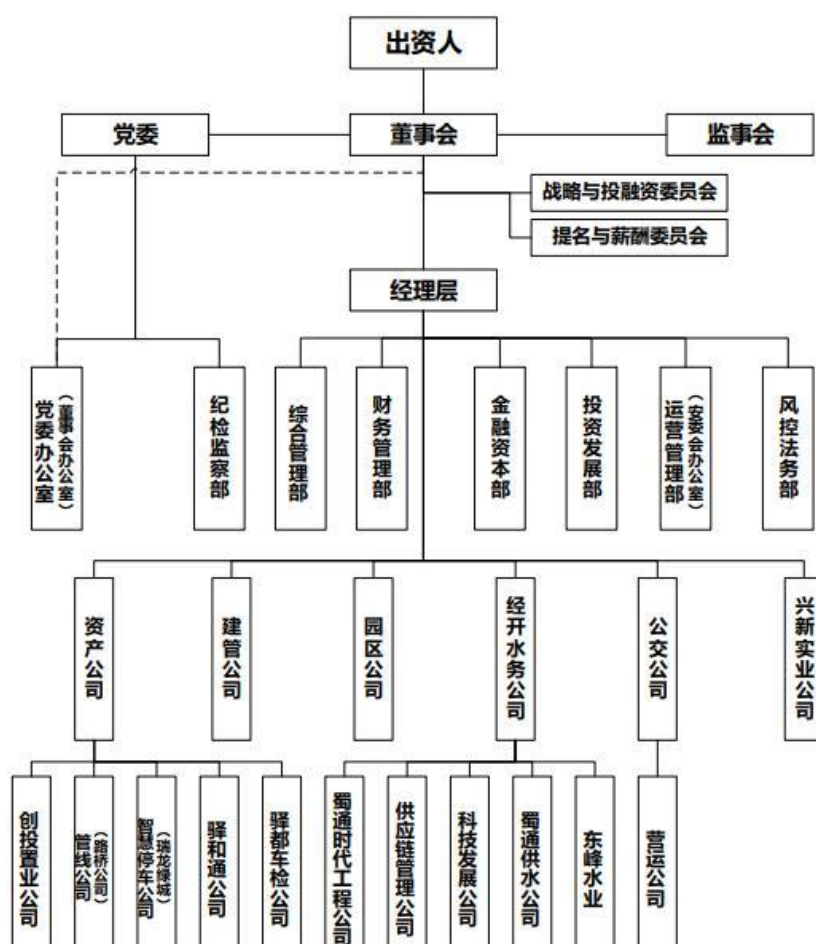 出资人
党委
董事会
监事会
战略与投融资委员会
提名与薪酬委员会
经理层
党委办公室
（董事会办公室）
纪检监察部
综合管理部
财务管理部
金融资本部
投资发展部
运营管理部
（安委会办公室）
风控法务部
资产公司
建管公司
园区公司
经开水务公司
公交公司
兴新实业公司
创投置业公司
管线公司
（路桥公司）
智慧停车公司
（瑞龙绿城）
驿和通公司
驿都车检公司
蜀通时代工程公司
供应链管理公司
科技发展公司
蜀通供水公司
东峰水业
营运公司